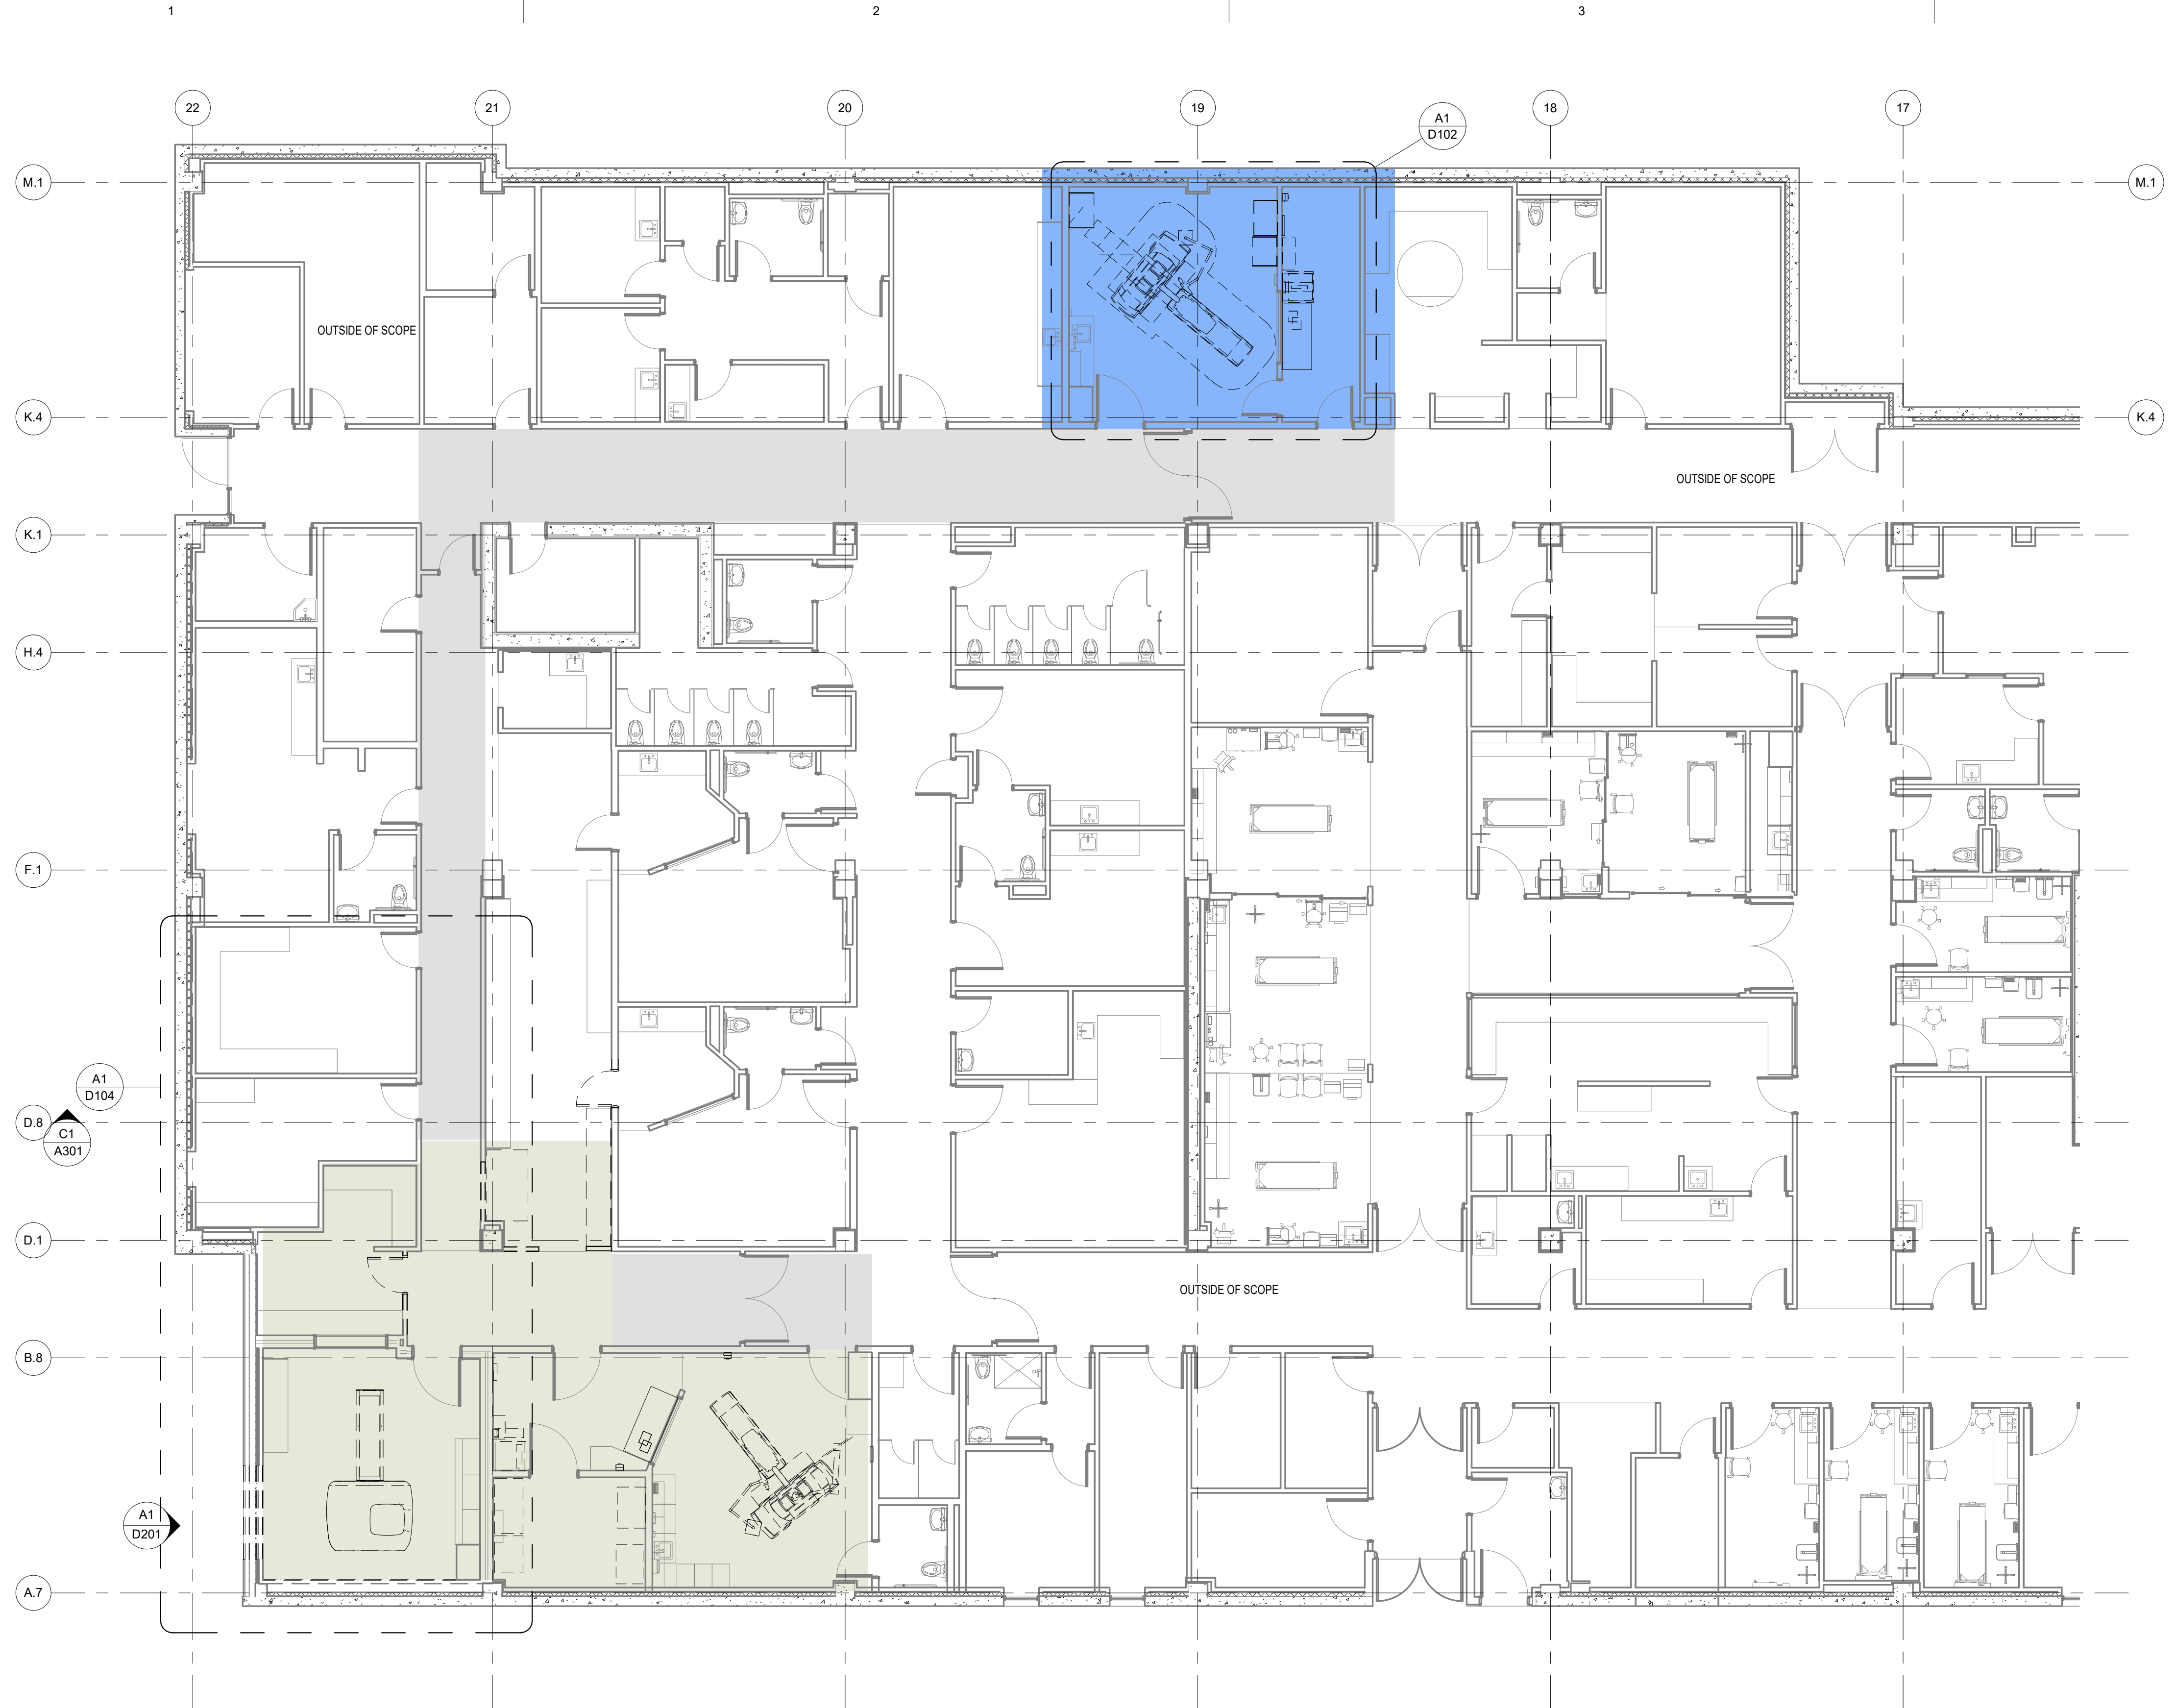 1
2
3
22
21
20
19
18
17
A1
D102
M.1
M.1
OUTSIDE OF SCOPE
K.4
K.4
OUTSIDE OF SCOPE
K.1
H.4
F.1
A1
D104
D.8
C1
A301
D.1
OUTSIDE OF SCOPE
B.8
A1
D201
A.7